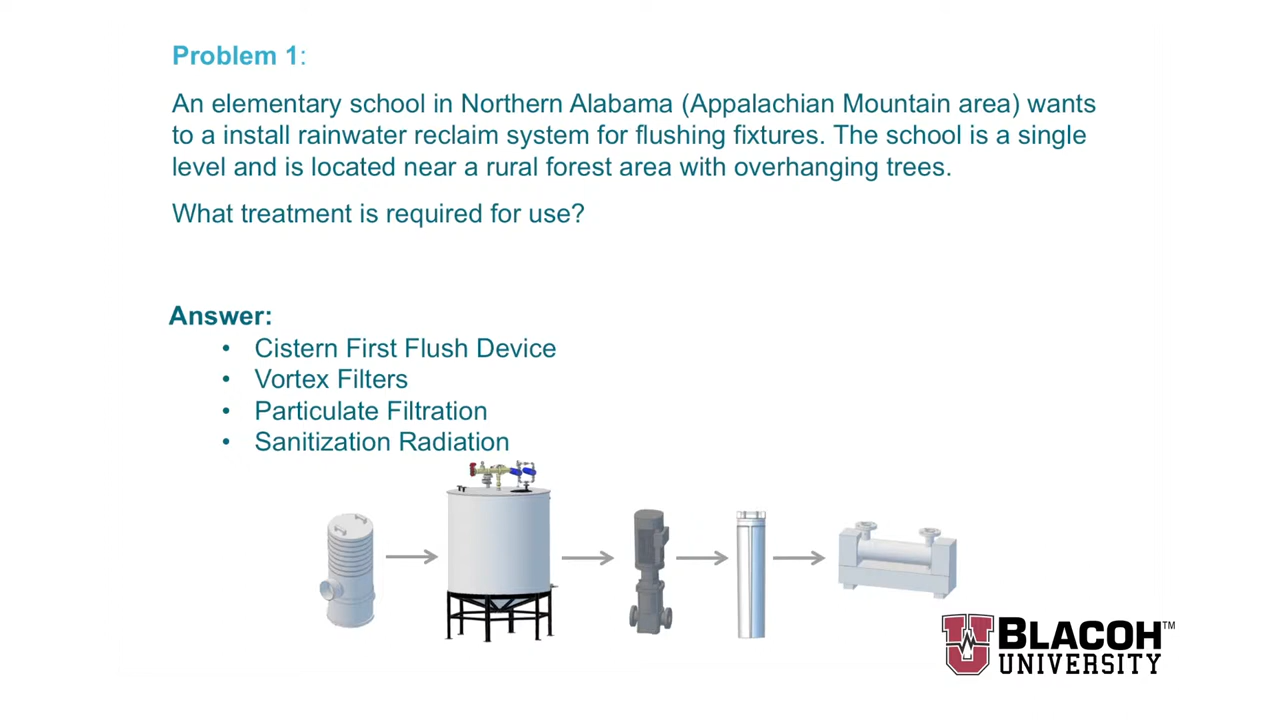 Problem 1:
An elementary school in Northern Alabama (Appalachian Mountain area) wants
to a install rainwater reclaim system for flushing fixtures. The school is a single
level and is located near a rural forest area with overhanging trees.
What treatment is required for use?
Answer:
• Cistern First Flush Device
• Vortex Filters
• Particulate Filtration
• Sanitization Radiation
U BLACOH™
UNIVERSITY